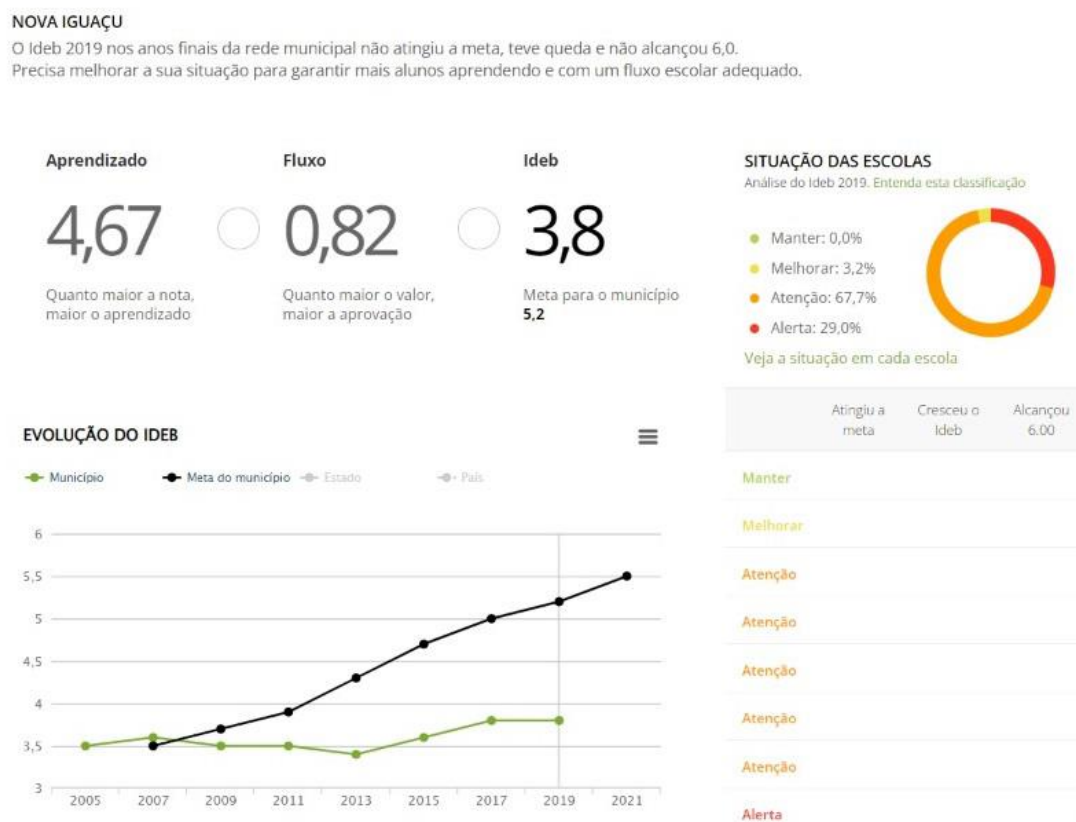 NOVA IGUAÇU
O Ideb 2019 nos anos finais da rede municipal não atingiu a meta, teve queda e não alcançou 6,0.
Precisa melhorar a sua situação para garantir mais alunos aprendendo e com um fluxo escolar adequado.
Aprendizado
4,67
Quanto maior a nota,
maior o aprendizado
Fluxo
0,82
Quanto maior o valor,
maior a aprovação
Ideb
3,8
Meta para o município
5,2
SITUAÇÃO DAS ESCOLAS
Análise do Ideb 2019. Entenda esta classificação
Manter: 0,0%
Melhorar: 3,2%
Atenção: 67,7%
Alerta: 29,0%
Veja a situação em cada escola
Atingiu a
meta
Cresceu o
Ideb
Alcançou
6.00
Manter
Melhorar
Atenção
Atenção
Atenção
Atenção
Atenção
Alerta
EVOLUÇÃO DO IDEB
Município Meta do município Estado País
6
5,5
5
4,5
4
3,5
3
2005 2007 2009 2011 2013 2015 2017 2019 2021